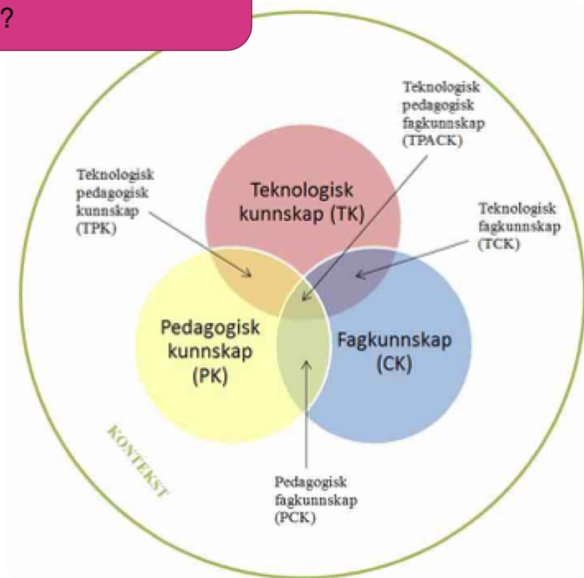 ?
Teknologisk
pedagogisk
fagkunnskap
(TPACK)
Teknologisk
pedagogisk
kunnskap
(TPK)
Teknologisk
kunnskap (TK)
Teknologisk
fagkunnskap
(TCK)
Pedagogisk
kunnskap
(PK)
Fagkunnskap
(CK)
KONTEKST
Pedagogisk
fagkunnskap
(PCK)